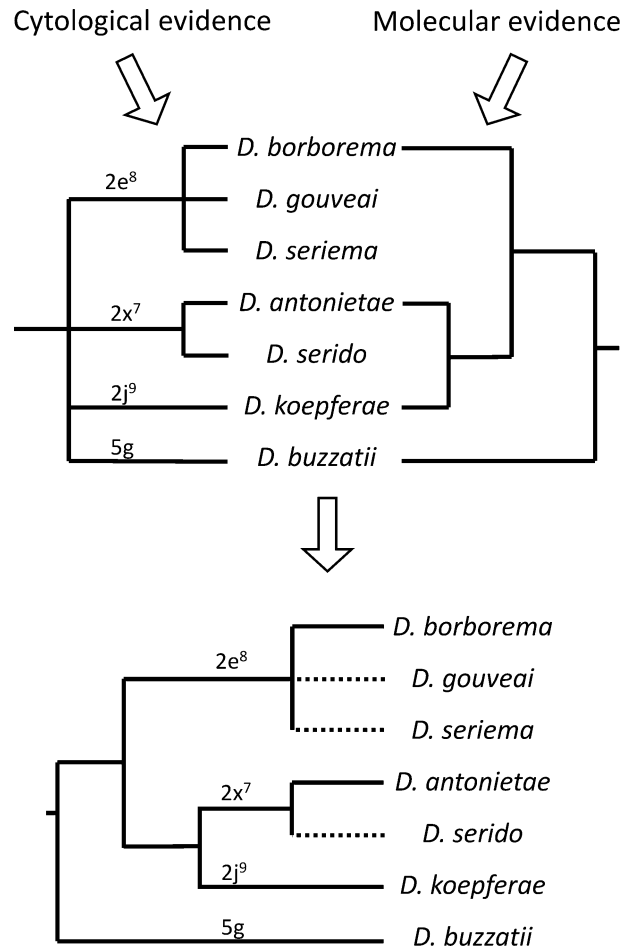 Cytological evidence
Molecular evidence
D. borborema
2e⁸
D. gouveai
D. seriema
2x⁷
D. antonietae
D. serido
2j⁹
D. koepferae
5g
D. buzzatii
D. borborema
2e⁸
D. gouveai
D. seriema
D. antonietae
2x⁷
D. serido
2j⁹
D. koepferae
5g
D. buzzatii